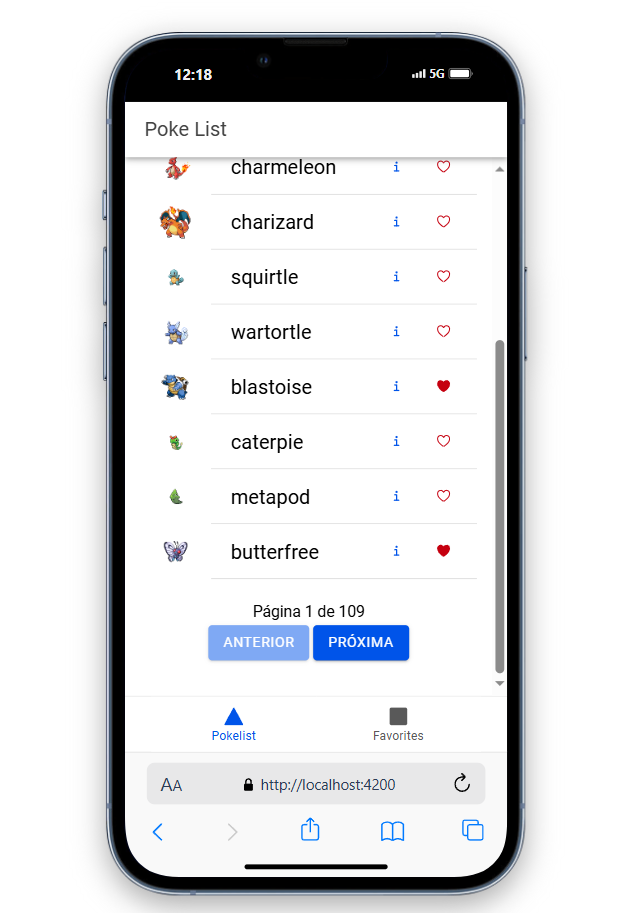 12:18
5G
Poke List
charmeleon i
charizard i
squirtle i
wartortle i
blastoise i
caterpie i
metapod i
butterfree i
Página 1 de 109
ANTERIOR PRÓXIMA
Pokelist Favorites
AA http://localhost:4200